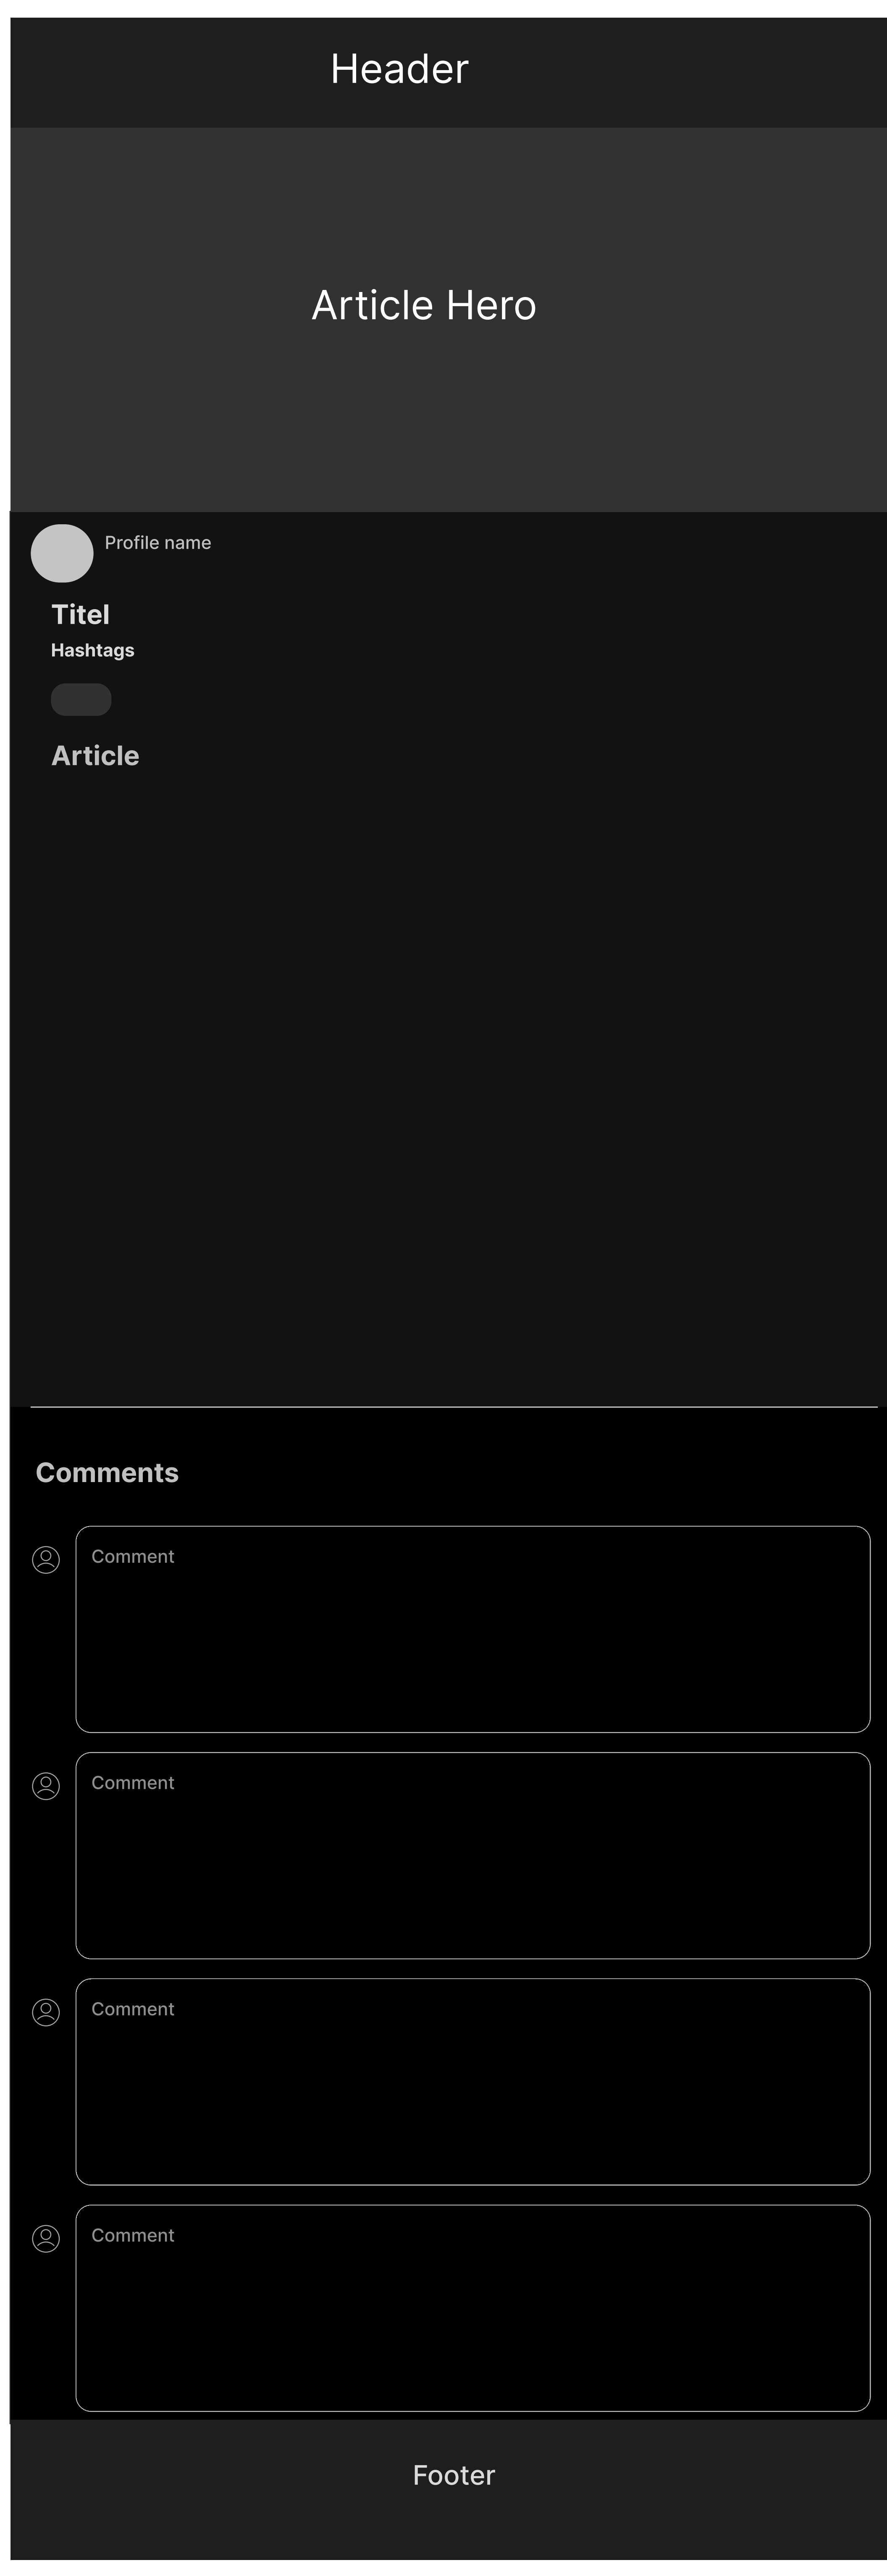 Header
Article Hero
Profile name
Titel
Hashtags
Article
Comments
Comment
Comment
Comment
Comment
Footer